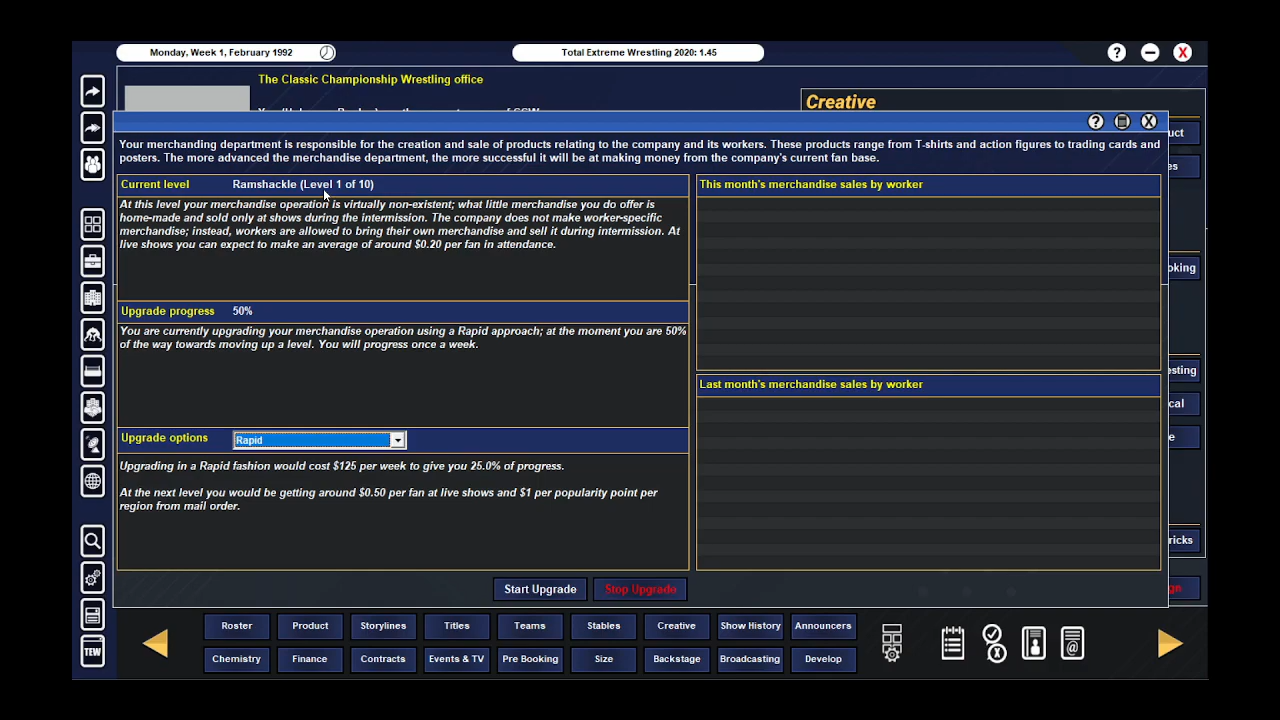 Monday, Week 1, February 1992
Total Extreme Wrestling 2020: 1.45
? X
The Classic Championship Wrestling office
Creative
? X
Your merchanding department is responsible for the creation and sale of products relating to the company and its workers. These products range from T-shirts and action figures to trading cards and
posters. The more advanced the merchandise department, the more successful it will be at making money from the company's current fan base.
Current level Ramshackle (Level 1 of 10)
At this level your merchandise operation is virtually non-existent; what little merchandise you do offer is
home-made and sold only at shows during the intermission. The company does not make worker-specific
merchandise; instead, workers are allowed to bring their own merchandise and sell it during intermission. At
live shows you can expect to make an average of around $0.20 per fan in attendance.
Upgrade progress 50%
You are currently upgrading your merchandise operation using a Rapid approach; at the moment you are 50%
of the way towards moving up a level. You will progress once a week.
Upgrade options Rapid
Upgrading in a Rapid fashion would cost $125 per week to give you 25.0% of progress.
At the next level you would be getting around $0.50 per fan at live shows and $1 per popularity point per
region from mail order.
Start Upgrade Stop Upgrade
This month's merchandise sales by worker
Last month's merchandise sales by worker
uct
es
oking
esting
cal
e
ricks
Roster Product Storylines Titles Teams Stables Creative Show History Announcers
Chemistry Finance Contracts Events & TV Pre Booking Size Backstage Broadcasting Develop
TEW